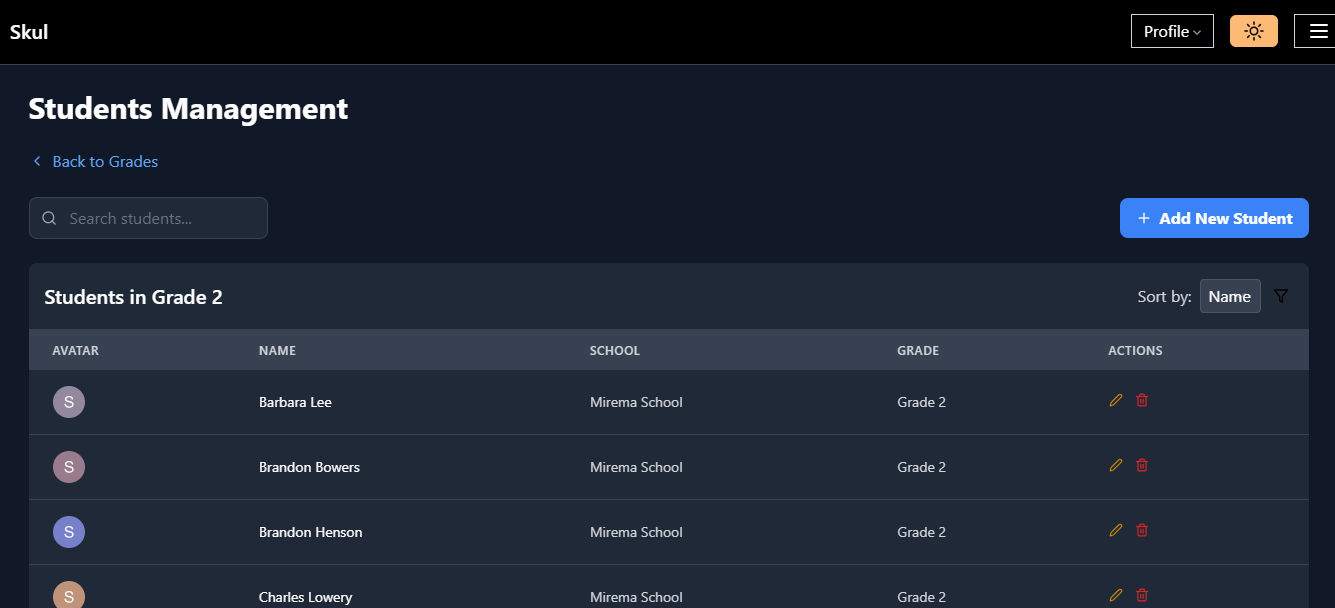 Skul
Profile
Students Management
Back to Grades
Search students...
+ Add New Student
Students in Grade 2
Sort by: Name
AVATAR NAME SCHOOL GRADE ACTIONS
S Barbara Lee Mirema School Grade 2
S Brandon Bowers Mirema School Grade 2
S Brandon Henson Mirema School Grade 2
S Charles Lowery Mirema School Grade 2